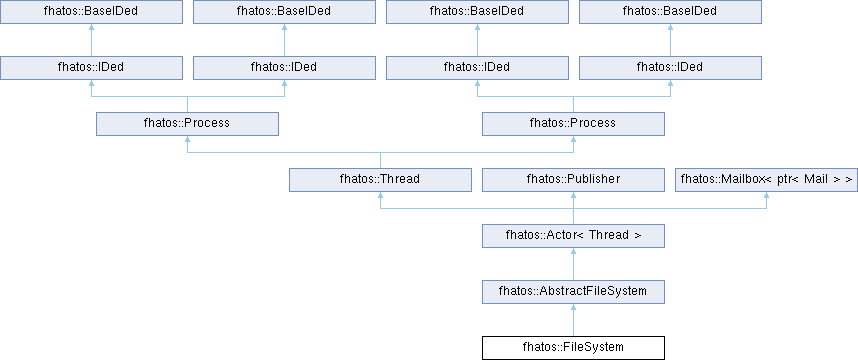 fhatos::BaseIDed
fhatos::BaseIDed
fhatos::BaseIDed
fhatos::BaseIDed
fhatos::IDed
fhatos::IDed
fhatos::IDed
fhatos::IDed
fhatos::Process
fhatos::Process
fhatos::Thread
fhatos::Publisher
fhatos::Mailbox< ptr< Mail > >
fhatos::Actor< Thread >
fhatos::AbstractFileSystem
fhatos::FileSystem